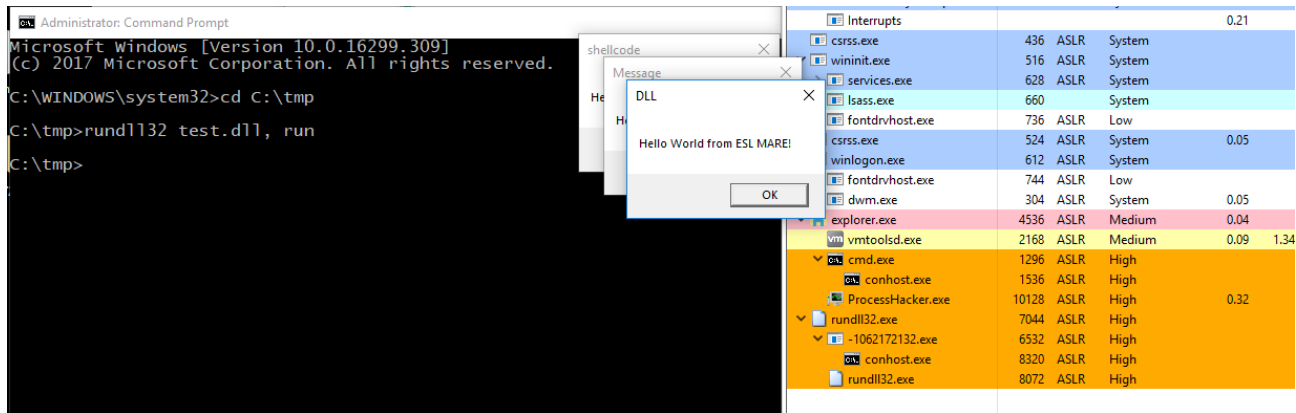 Administrator: Command Prompt
Microsoft Windows [Version 10.0.16299.309]
(c) 2017 Microsoft Corporation. All rights reserved.
C:\WINDOWS\system32>cd C:\tmp
C:\tmp>rundll32 test.dll, run
C:\tmp>
shellcode
He
Message
He
DLL
Hello World from ESL MARE!
OK
Interrupts 0.21
csrss.exe 436 ASLR System
wininit.exe 516 ASLR System
services.exe 628 ASLR System
lsass.exe 660 System
fontdrvhost.exe 736 ASLR Low
csrss.exe 524 ASLR System 0.05
winlogon.exe 612 ASLR System
fontdrvhost.exe 744 ASLR Low
dwm.exe 304 ASLR System 0.05
explorer.exe 4536 ASLR Medium 0.04
vm vmtoolsd.exe 2168 ASLR Medium 0.09 1.34
cmd.exe 1296 ASLR High
conhost.exe 1536 ASLR High
ProcessHacker.exe 10128 ASLR High 0.32
rundll32.exe 7044 ASLR High
-1062172132.exe 6532 ASLR High
conhost.exe 8320 ASLR High
rundll32.exe 8072 ASLR High